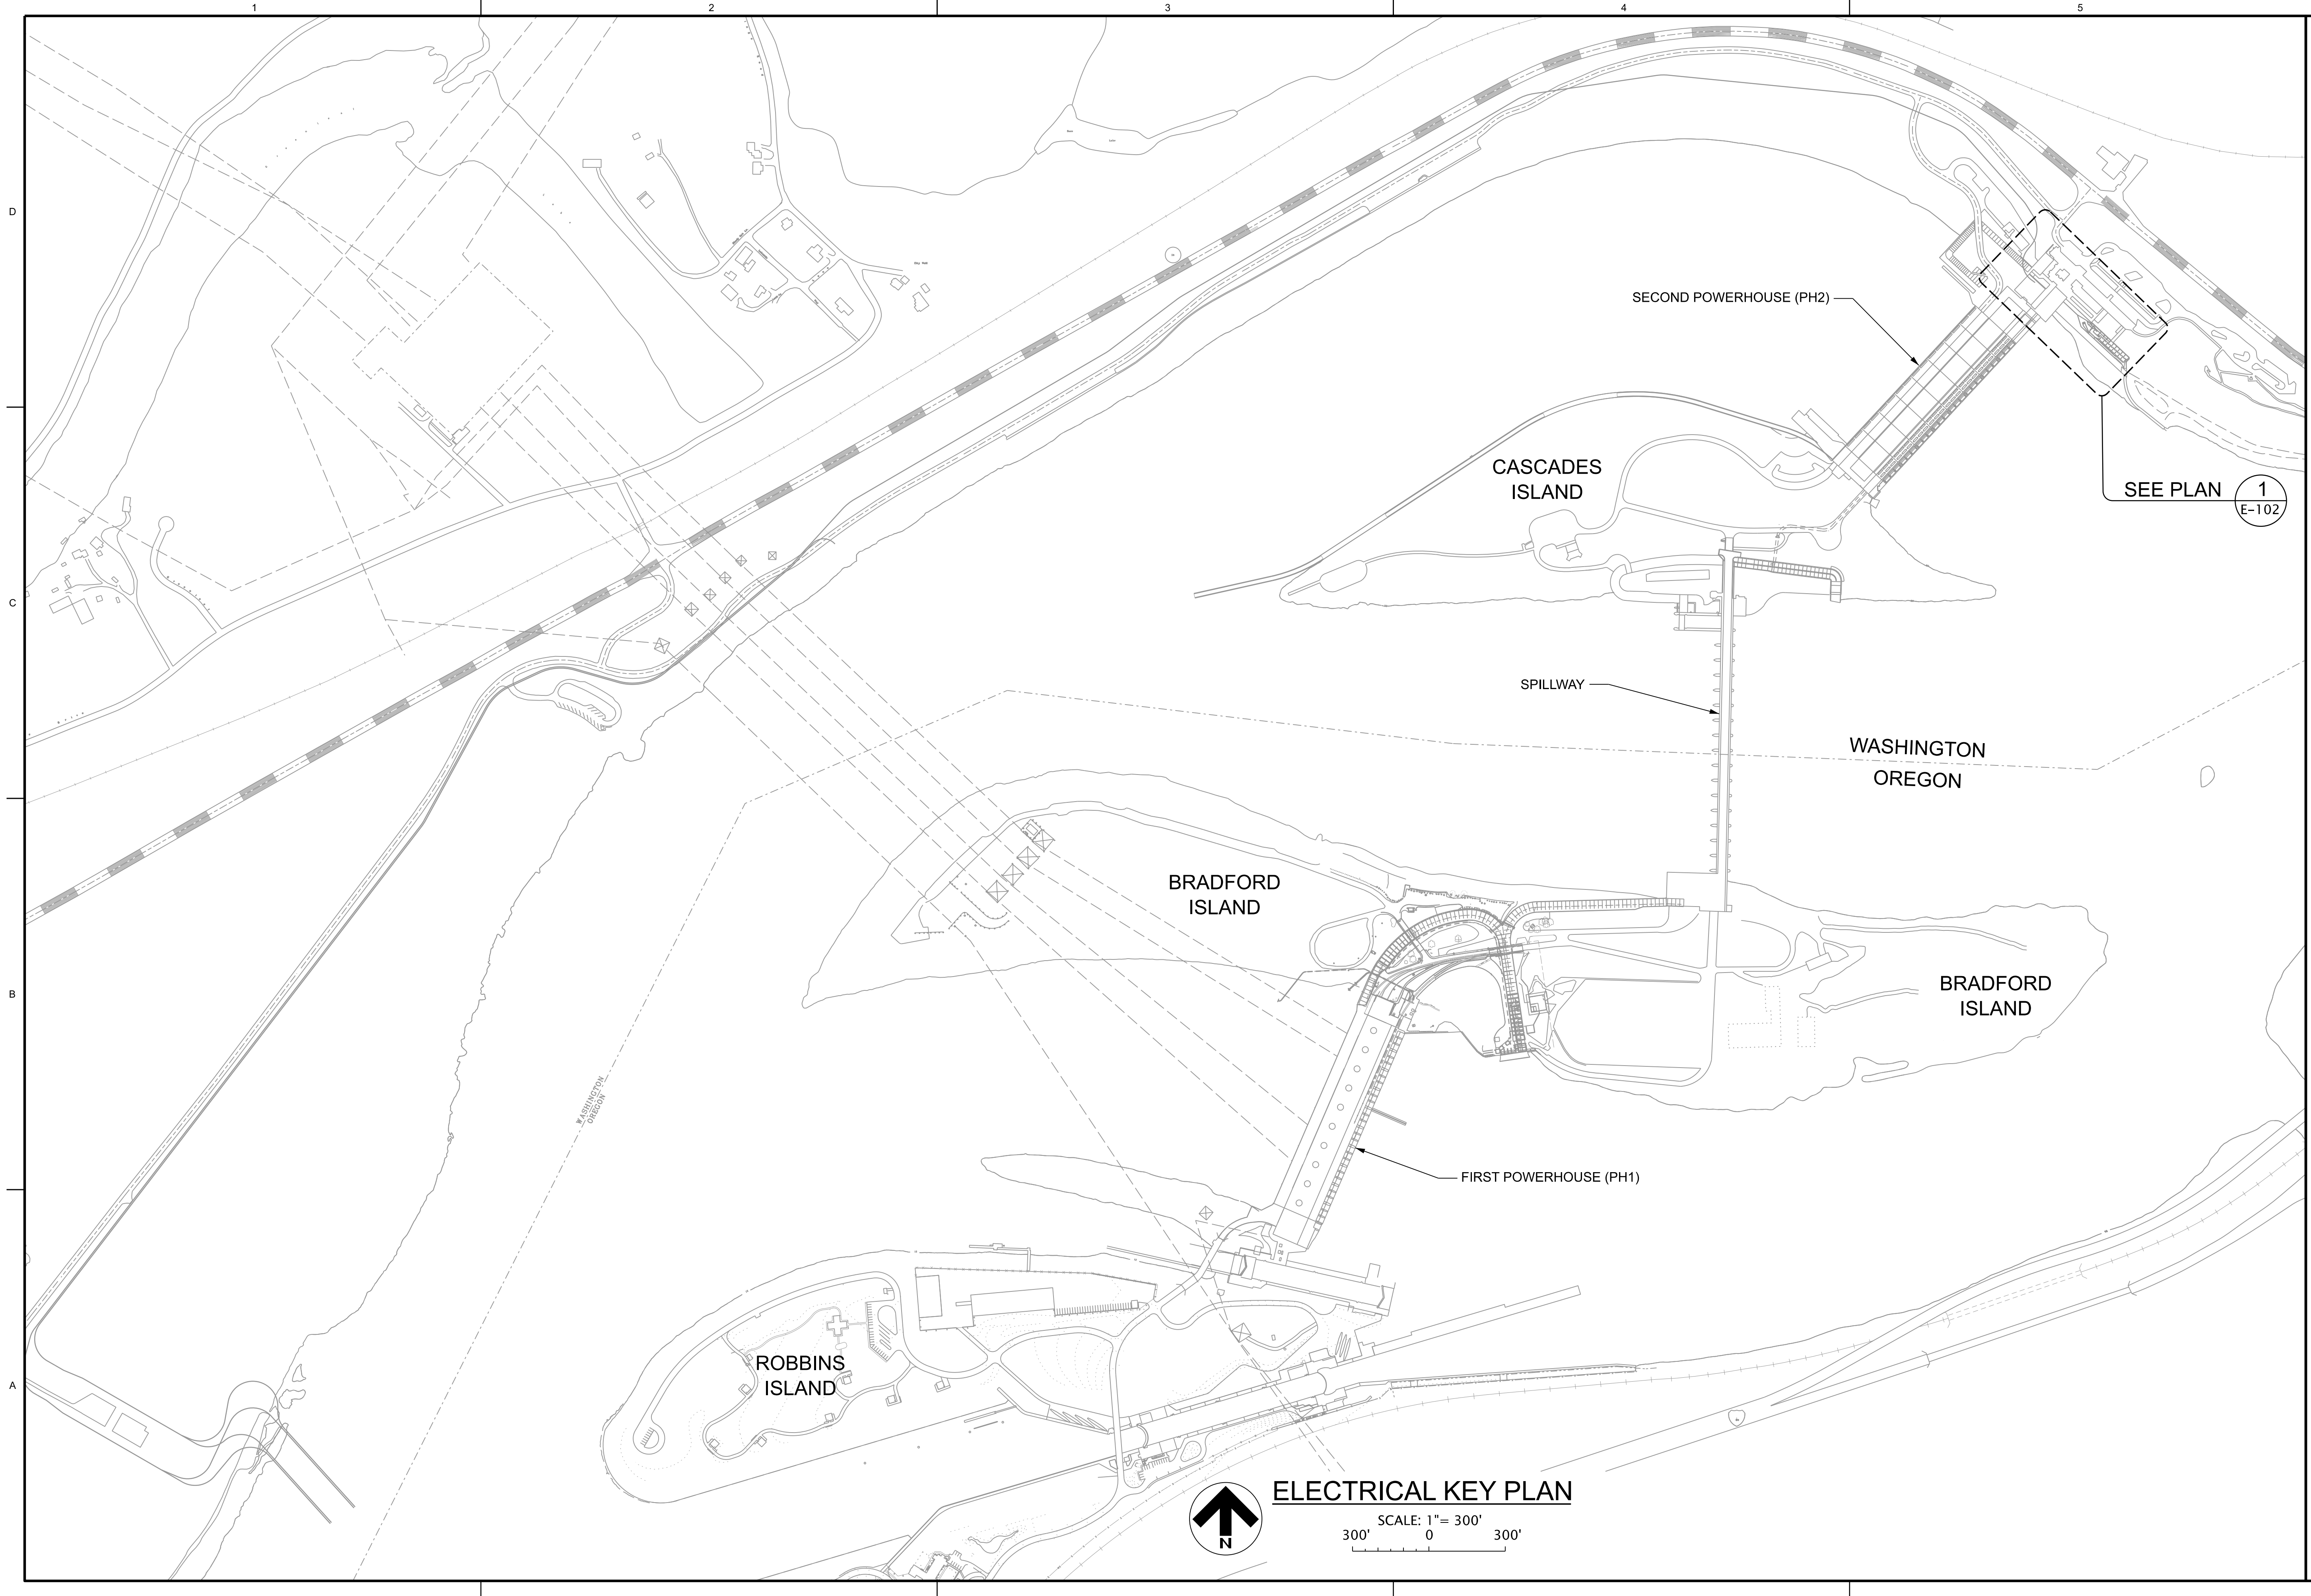 1
2
3
4
5
D
SECOND POWERHOUSE (PH2)
CASCADES
ISLAND
SEE PLAN
1
E-102
C
SPILLWAY
WASHINGTON
OREGON
BRADFORD
ISLAND
B
BRADFORD
ISLAND
WASHINGTON
OREGON
FIRST POWERHOUSE (PH1)
ROBBINS
ISLAND
A
ELECTRICAL KEY PLAN
N
SCALE: 1"= 300'
300'
0
300'